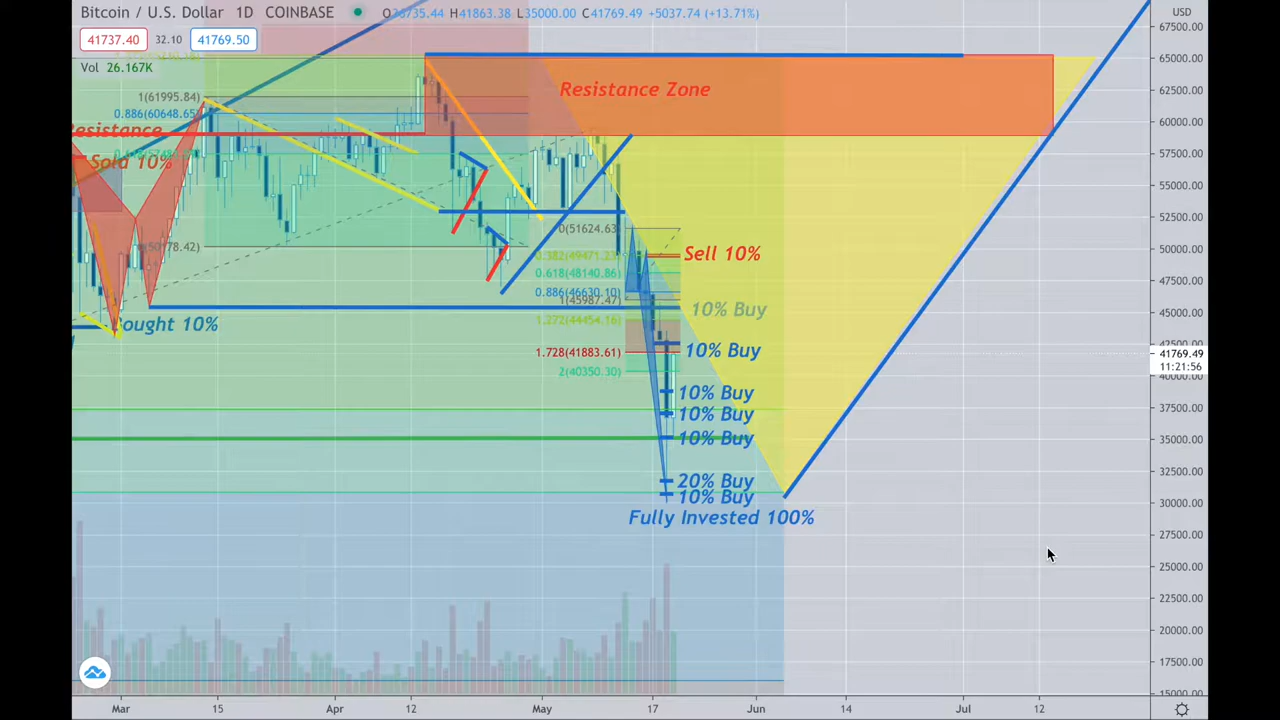 Bitcoin / U.S. Dollar 1D COINBASE
H41863.38 L35000.00 C41769.49 +5037.74 (+13.71%)
USD
41737.40 32.10 41769.50
Vol 26.167K
67500.00
65000.00
62500.00
60000.00
57500.00
55000.00
52500.00
50000.00
47500.00
45000.00
41769.49
11:21:56
37500.00
35000.00
32500.00
30000.00
27500.00
25000.00
22500.00
20000.00
17500.00
15000.00
Resistance Zone
1(61995.84)
0.886(60648.65)
Resistance
Sold 10%
0(51624.63)
Sell 10%
0.382(49471.23)
0.618(48140.86)
0.886(46630.10)
1(45987.47)
1.272(44454.16)
10% Buy
Bought 10%
10% Buy
1.728(41883.61)
2(40350.30)
10% Buy
10% Buy
10% Buy
20% Buy
10% Buy
Fully Invested 100%
Mar 15 Apr 12 May 17 Jun 14 Jul 12